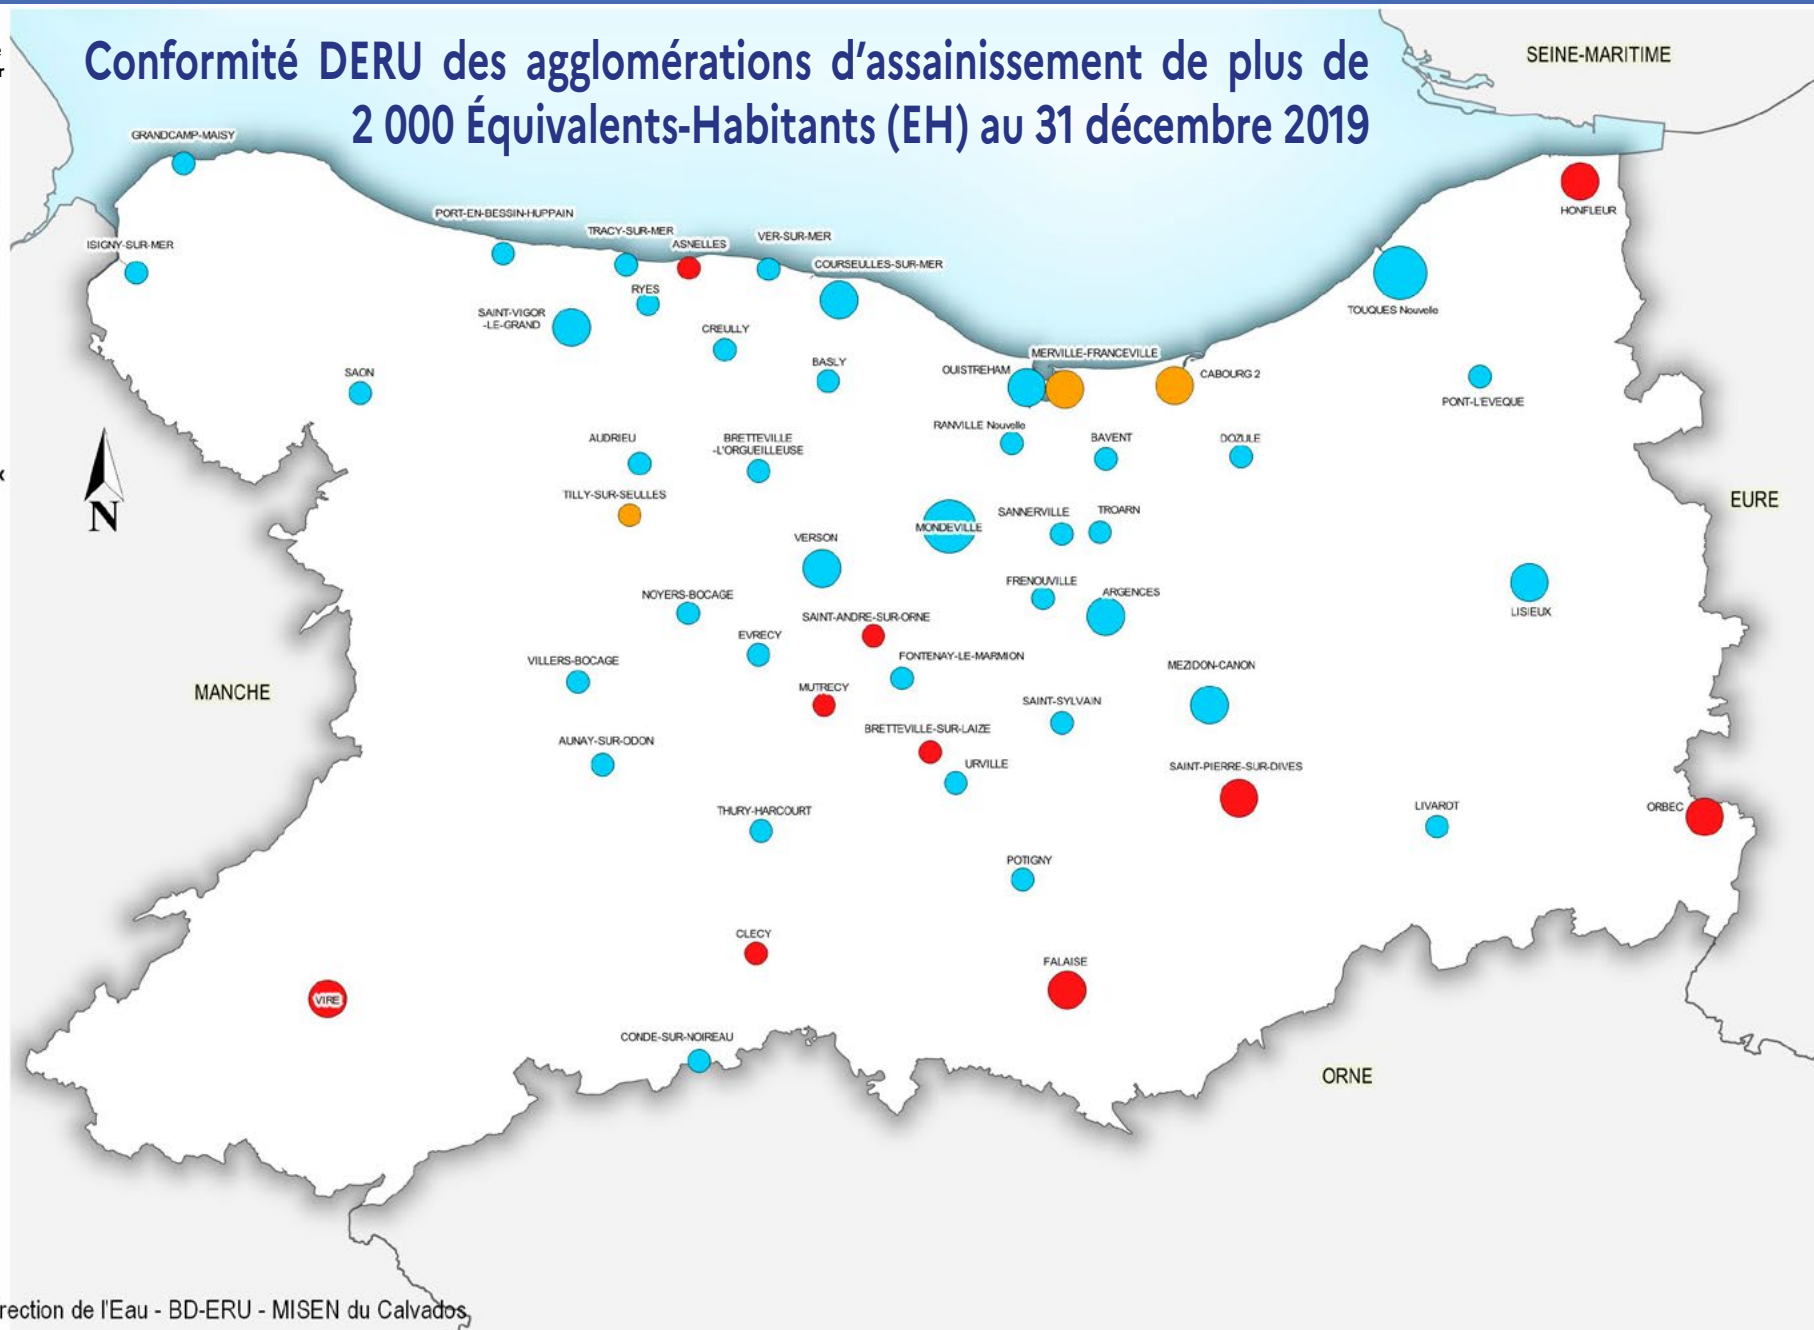 Conformité DERU des agglomérations d'assainissement de plus de
2 000 Équivalents-Habitants (EH) au 31 décembre 2019
SEINE-MARITIME
GRANDCAMP-MAISY
HONFLEUR
PORT-EN-BESSIN-HUPPAIN
TRACY-SUR-MER
ASNELLES
VER-SUR-MER
ISIGNY-SUR-MER
COURSEULLES-SUR-MER
RYES
SAINT-VIGOR
-LE-GRAND
TOUQUES Nouvelle
CREULLY
MERVILLE-FRANCEVILLE
BASLY
OUISTREHAM
CABOURG 2
SAON
PONT-L'EVEQUE
RANVILLE Nouvelle
AUDRIEU
BRETTEVILLE
-L'ORGUEILLEUSE
BAVENT
DOZULE
TILLY-SUR-SEULLES
EURE
N
SANNERVILLE
TROARN
MONDEVILLE
VERSON
FRENOUVILLE
ARGENCES
NOYERS-BOCAGE
LISIEUX
SAINT-ANDRE-SUR-ORNE
EVRECY
FONTENAY-LE-MARMION
VILLERS-BOCAGE
MEZIDON-CANON
MANCHE
MUTRECY
SAINT-SYLVAIN
BRETTEVILLE-SUR-LAIZE
AUNAY-SUR-ODON
URVILLE
SAINT-PIERRE-SUR-DIVES
THURY-HARCOURT
LIVAROT
ORBEC
POTIGNY
CLECY
FALAISE
VIRE
CONDE-SUR-NOIREAU
ORNE
rection de l'Eau - BD-ERU - MISEN du Calvados